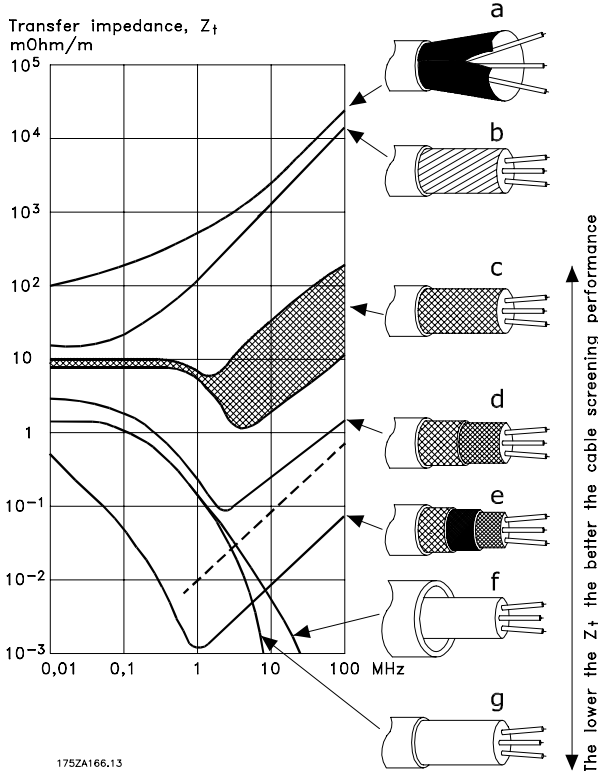 Transfer impedance, Zt
mOhm/m
10⁵
10⁴
10³
10²
10
1
10⁻¹
10⁻²
10⁻³
0,01 0,1 1 10 100 MHz
a
b
c
d
e
f
g
The lower the Zt the better the cable screening performance
175ZA166.13